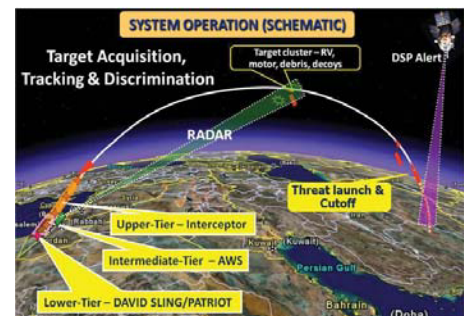 SYSTEM OPERATION (SCHEMATIC)
Target Acquisition,
Tracking & Discrimination
Target cluster – RV,
motor, debris, decoys
DSP Alert
RADAR
Threat launch &
Cutoff
Upper-Tier – Interceptor
Intermediate-Tier – AWS
Lower-Tier – DAVID SLING/PATRIOT
Kuwait
(Kuwait)
Persian Gulf
Bahrain
(Doha)